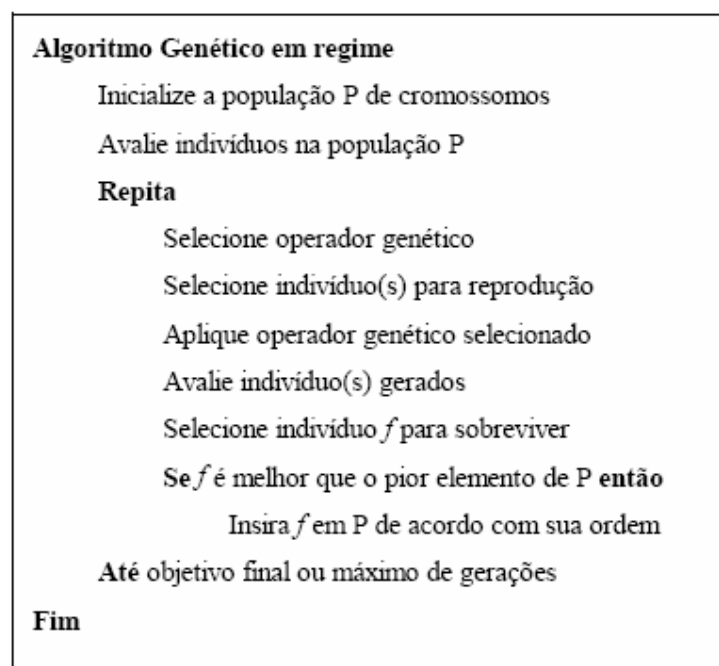 Algoritmo Genético em regime
Inicialize a população P de cromossomos
Avalie indivíduos na população P
Repita
Selecione operador genético
Selecione indivíduo(s) para reprodução
Aplique operador genético selecionado
Avalie indivíduo(s) gerados
Selecione indivíduo f para sobreviver
Se f é melhor que o pior elemento de P então
Insira f em P de acordo com sua ordem
Até objetivo final ou máximo de gerações
Fim